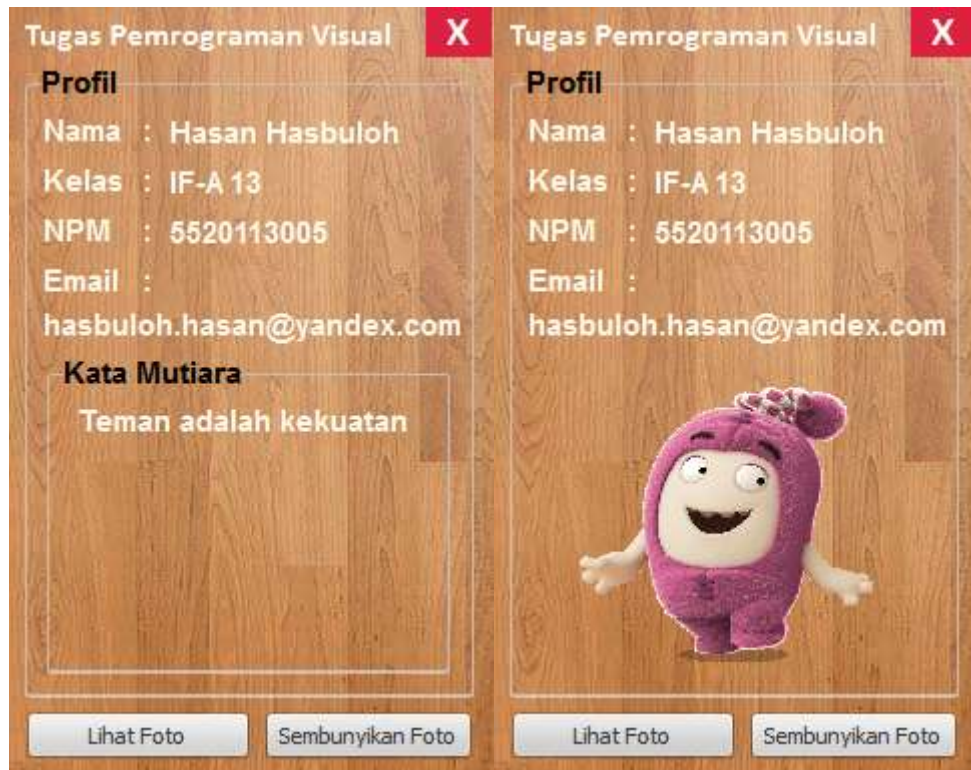 Tugas Pemrograman Visual X
Profil
Nama : Hasan Hasbuloh
Kelas : IF-A 13
NPM : 5520113005
Email :
hasbuloh.hasan@yandex.com
Kata Mutiara
Teman adalah kekuatan
Lihat Foto Sembunyikan Foto
Tugas Pemrograman Visual X
Profil
Nama : Hasan Hasbuloh
Kelas : IF-A 13
NPM : 5520113005
Email :
hasbuloh.hasan@yandex.com
Lihat Foto Sembunyikan Foto